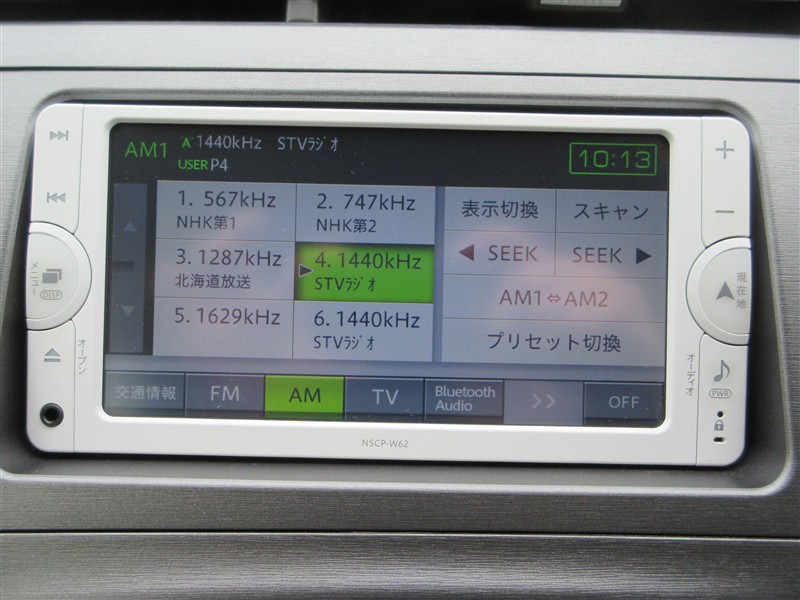 AM1 A 1440kHz STVラジオ
USER P4
10:13
1. 567kHz
NHK第1
2. 747kHz
NHK第2
3. 1287kHz
北海道放送
4. 1440kHz
STVラジオ
5. 1629kHz
6. 1440kHz
STVラジオ
表示切換
スキャン
SEEK
SEEK
AM1⇔AM2
プリセット切換
交通情報
FM
AM
TV
Bluetooth
Audio
>>
OFF
メニュー
DISP
オープン
現在地
オーディオ
PWR
NSCP-W62